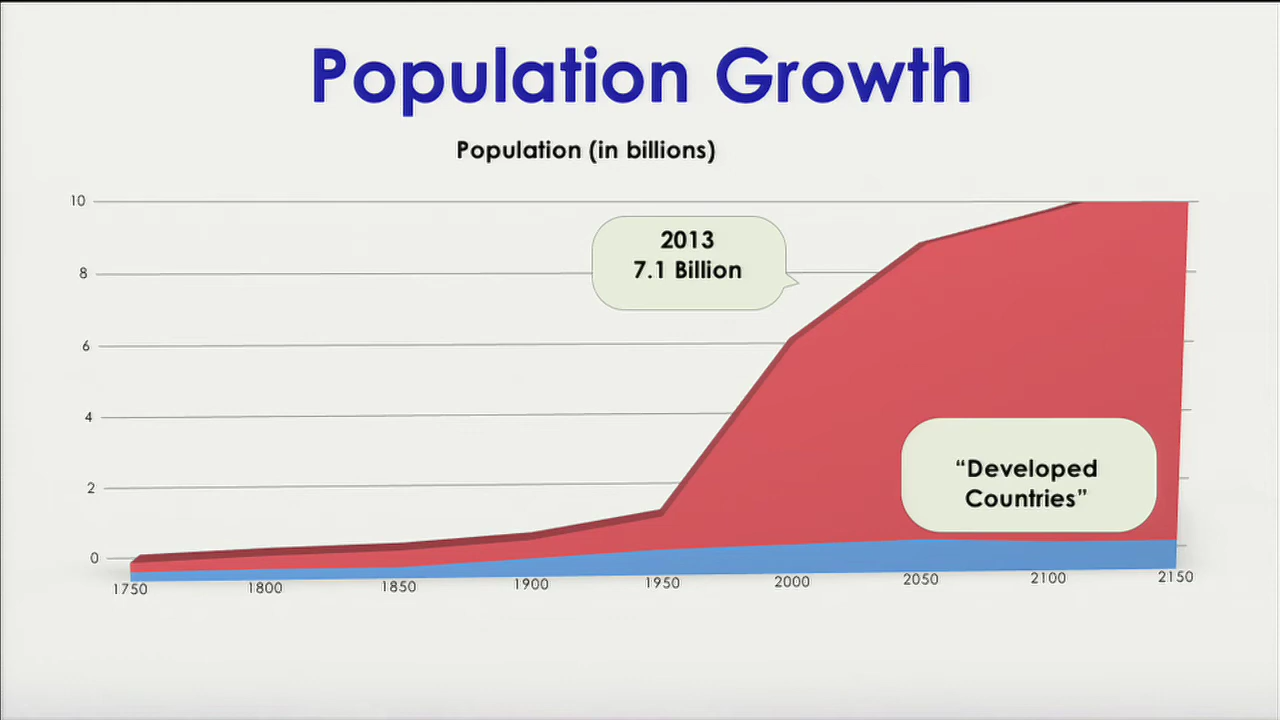 Population Growth
Population (in billions)
10
8
6
4
2
0
2013
7.1 Billion
“Developed
Countries”
1750 1800 1850 1900 1950 2000 2050 2100 2150